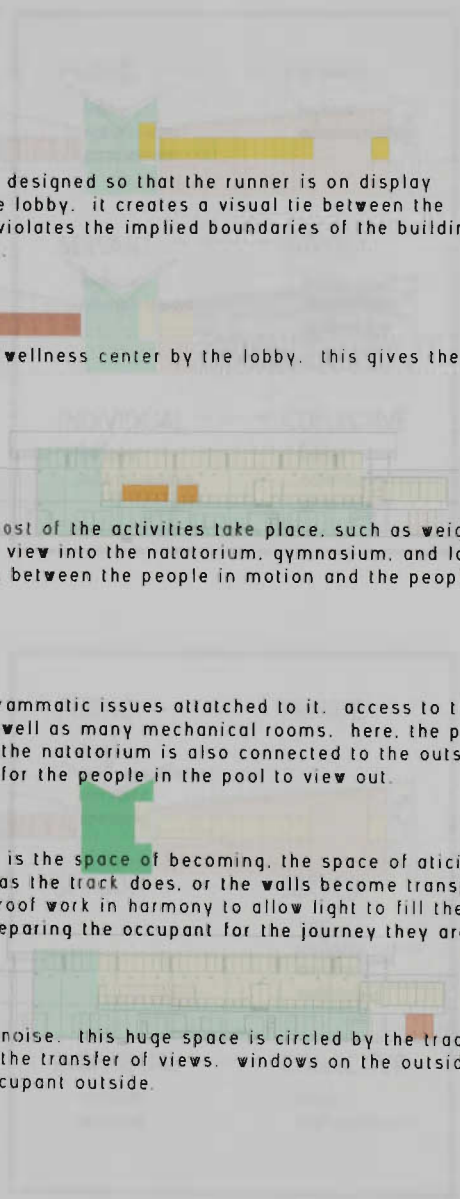 designed so that the runner is on display
e lobby. it creates a visual tie between the
violates the implied boundaries of the buildin
wellness center by the lobby. this gives the
ost of the activities take place, such as weig
view into the natatorium, gymnasium, and lo
between the people in motion and the peop
ammatic issues attatched to it. access to t
well as many mechanical rooms. here, the p
the natatorium is also connected to the outs
for the people in the pool to view out.
is the space of becoming, the space of atici
as the track does, or the walls become trans
roof work in harmony to allow light to fill the
eparing the occupant for the journey they are
noise. this huge space is circled by the trac
the transfer of views. windows on the outsid
cupant outside.